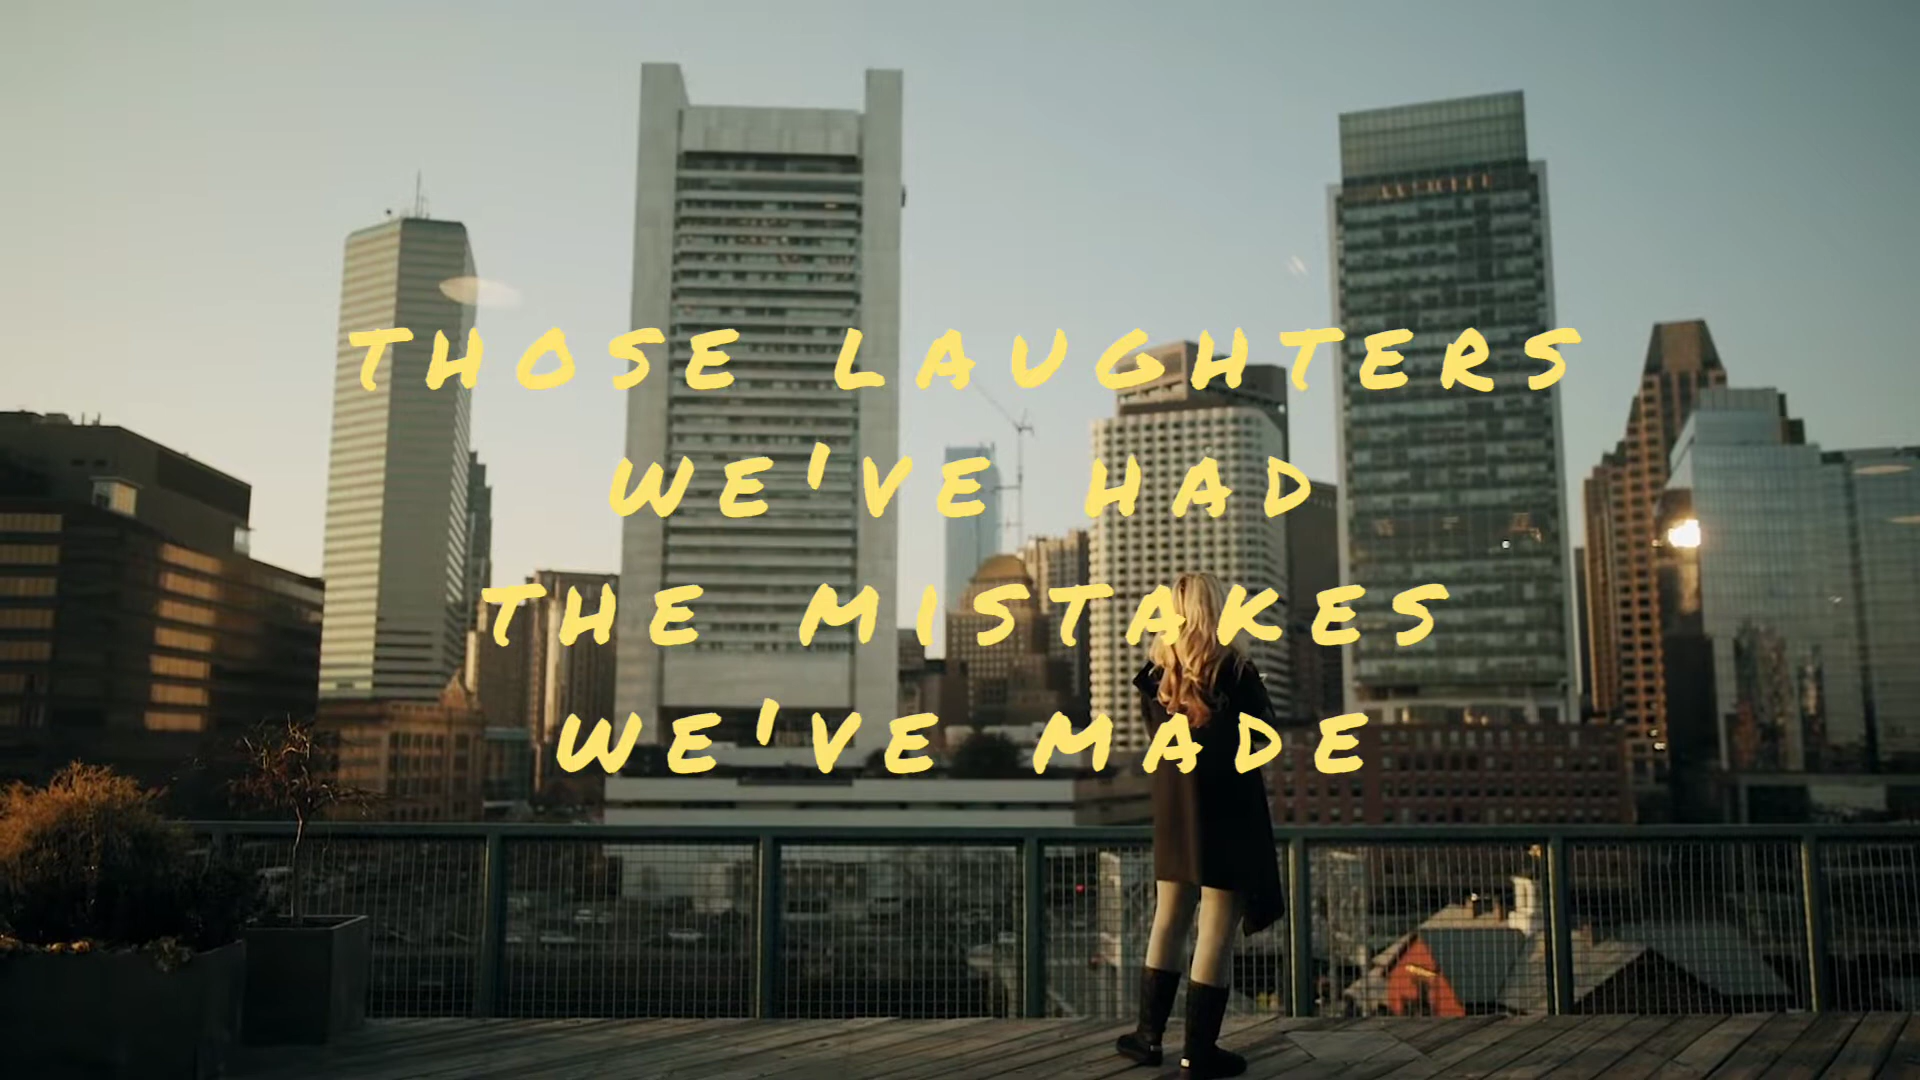 THOSE LAUGHTERS
WE'VE HAD
THE MISTAKES
WE'VE MADE